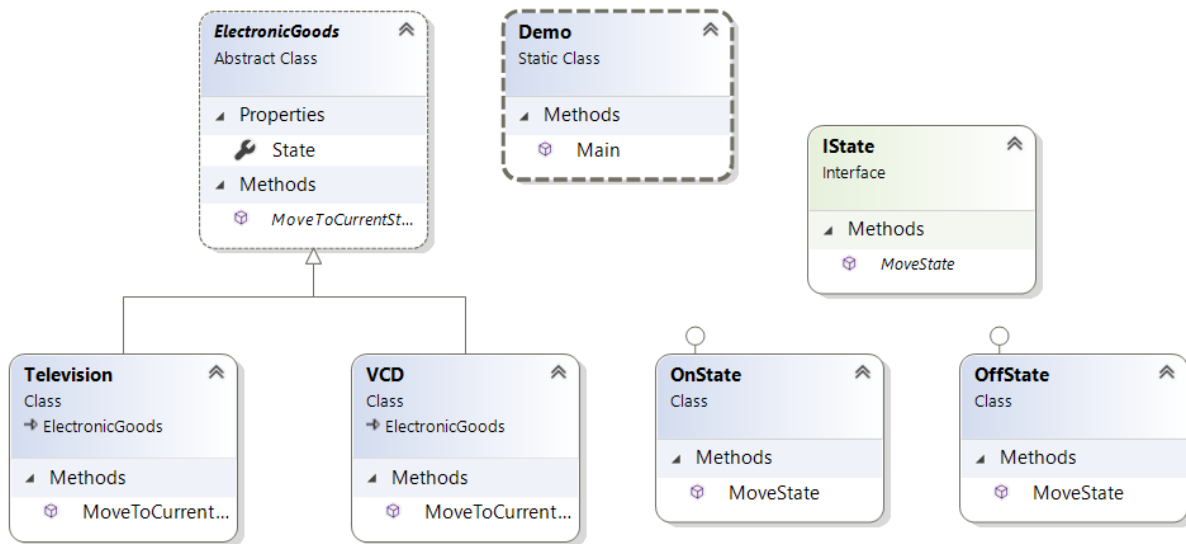 ElectronicGoods
Abstract Class
Properties
State
Methods
MoveToCurrentSt...
Demo
Static Class
Methods
Main
IState
Interface
Methods
MoveState
Television
Class
ElectronicGoods
Methods
MoveToCurrent...
VCD
Class
ElectronicGoods
Methods
MoveToCurrent...
OnState
Class
Methods
MoveState
OffState
Class
Methods
MoveState